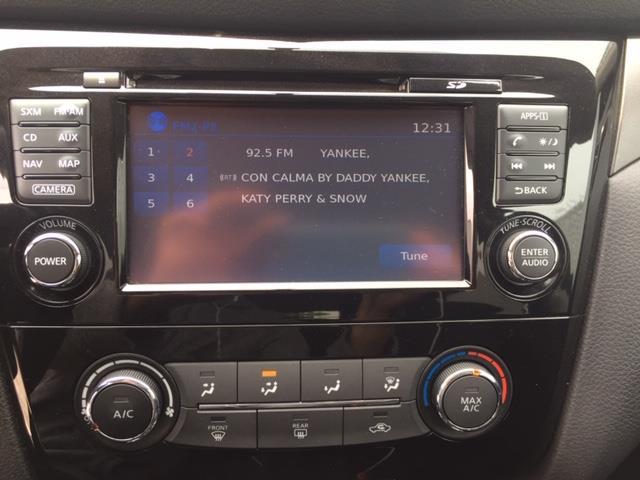 SD
SXM FM·AM
CD AUX
NAV MAP
CAMERA
VOLUME
POWER
12:31
1 2 92.5 FM YANKEE,
3 4 CON CALMA BY DADDY YANKEE,
5 6 KATY PERRY & SNOW
Tune
APPS·i
BACK
TUNE·SCROLL
ENTER
AUDIO
A/C
FRONT
REAR
MAX
A/C